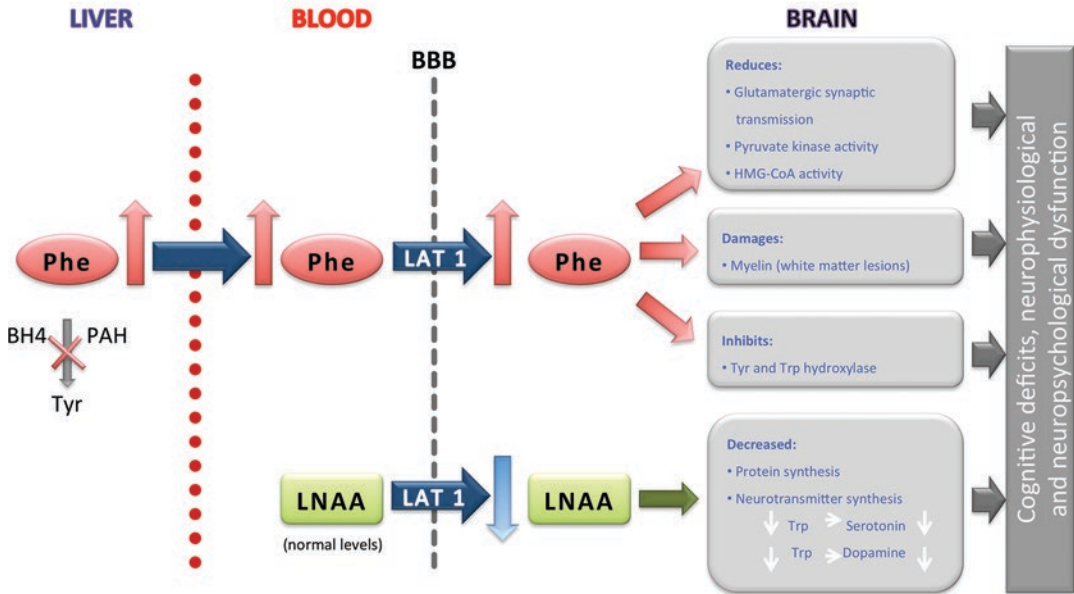 LIVER
BLOOD
BRAIN
BBB
Phe
Phe
LAT 1
Phe
BH4
PAH
Tyr
LNAA
(normal levels)
LAT 1
LNAA
Reduces:
• Glutamatergic synaptic
transmission
• Pyruvate kinase activity
• HMG-CoA activity
Damages:
• Myelin (white matter lesions)
Inhibits:
• Tyr and Trp hydroxylase
Decreased:
• Protein synthesis
• Neurotransmitter synthesis
Trp Serotonin
Trp Dopamine
Cognitive deficits, neurophysiological
and neuropsychological dysfunction